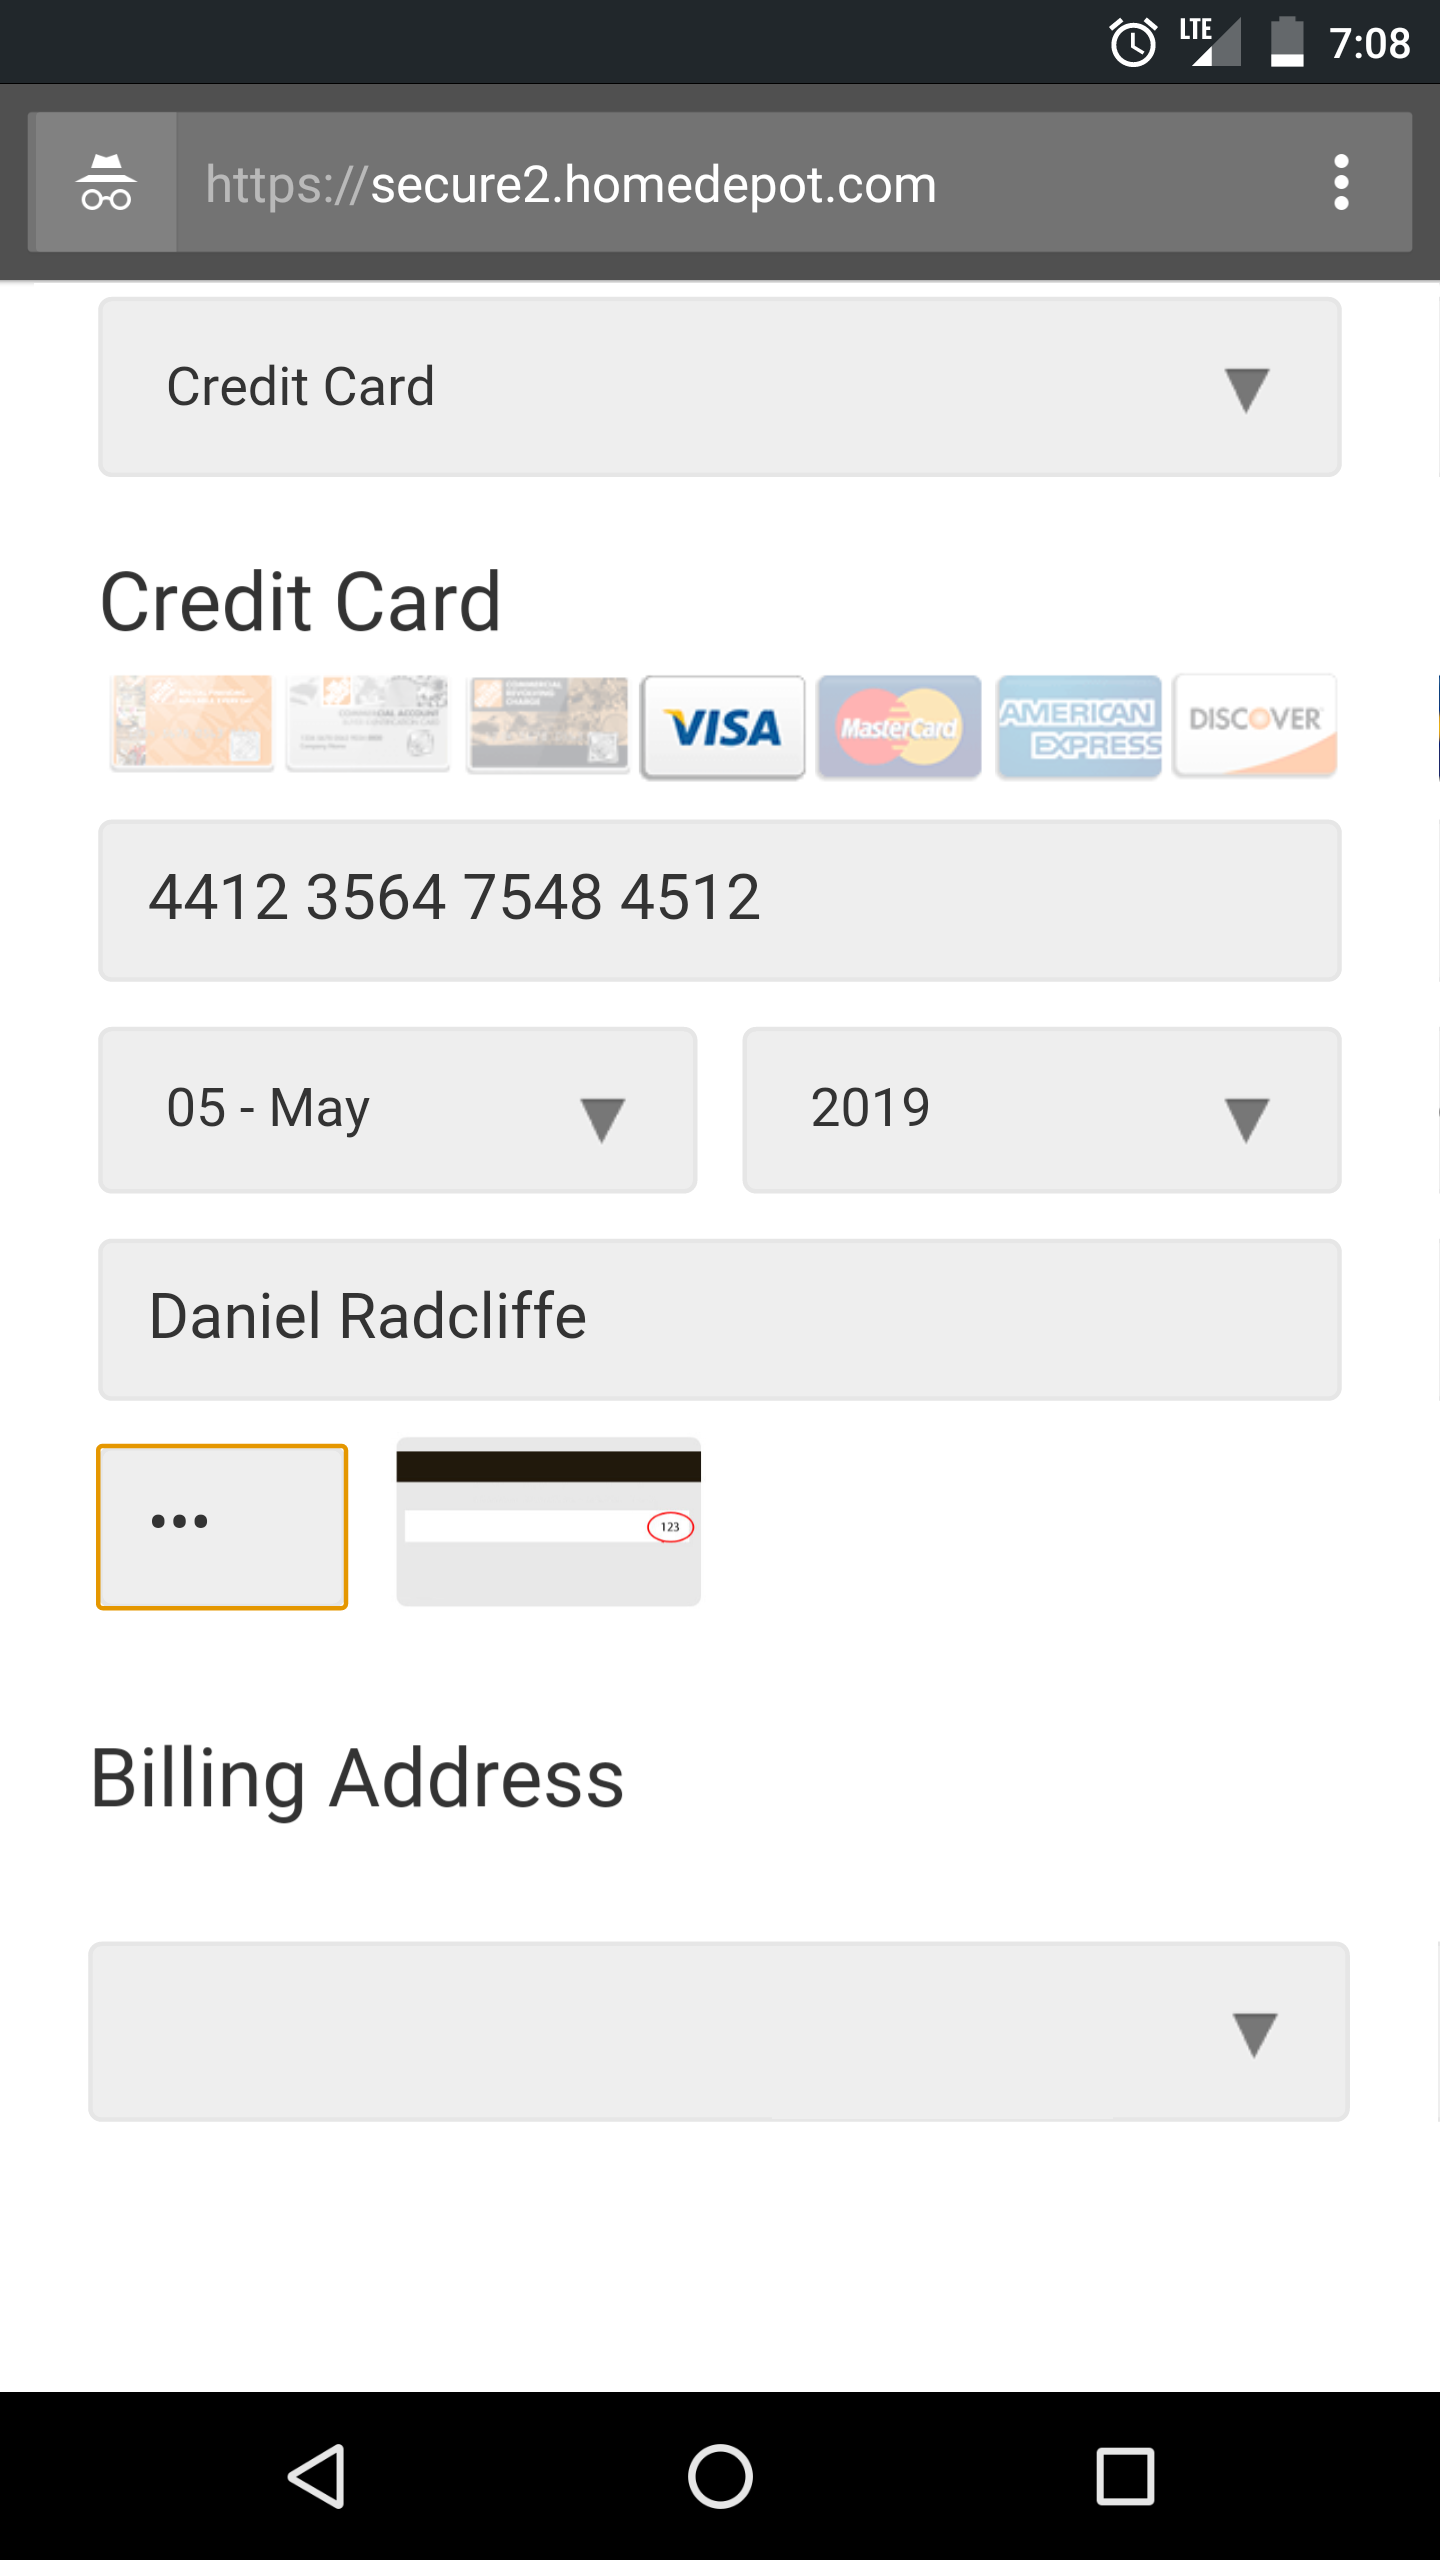 LTE 7:08
https://secure2.homedepot.com
Credit Card
Credit Card
VISA MasterCard AMERICAN EXPRESS DISCOVER
4412 3564 7548 4512
05 - May 2019
Daniel Radcliffe
•••
123
Billing Address